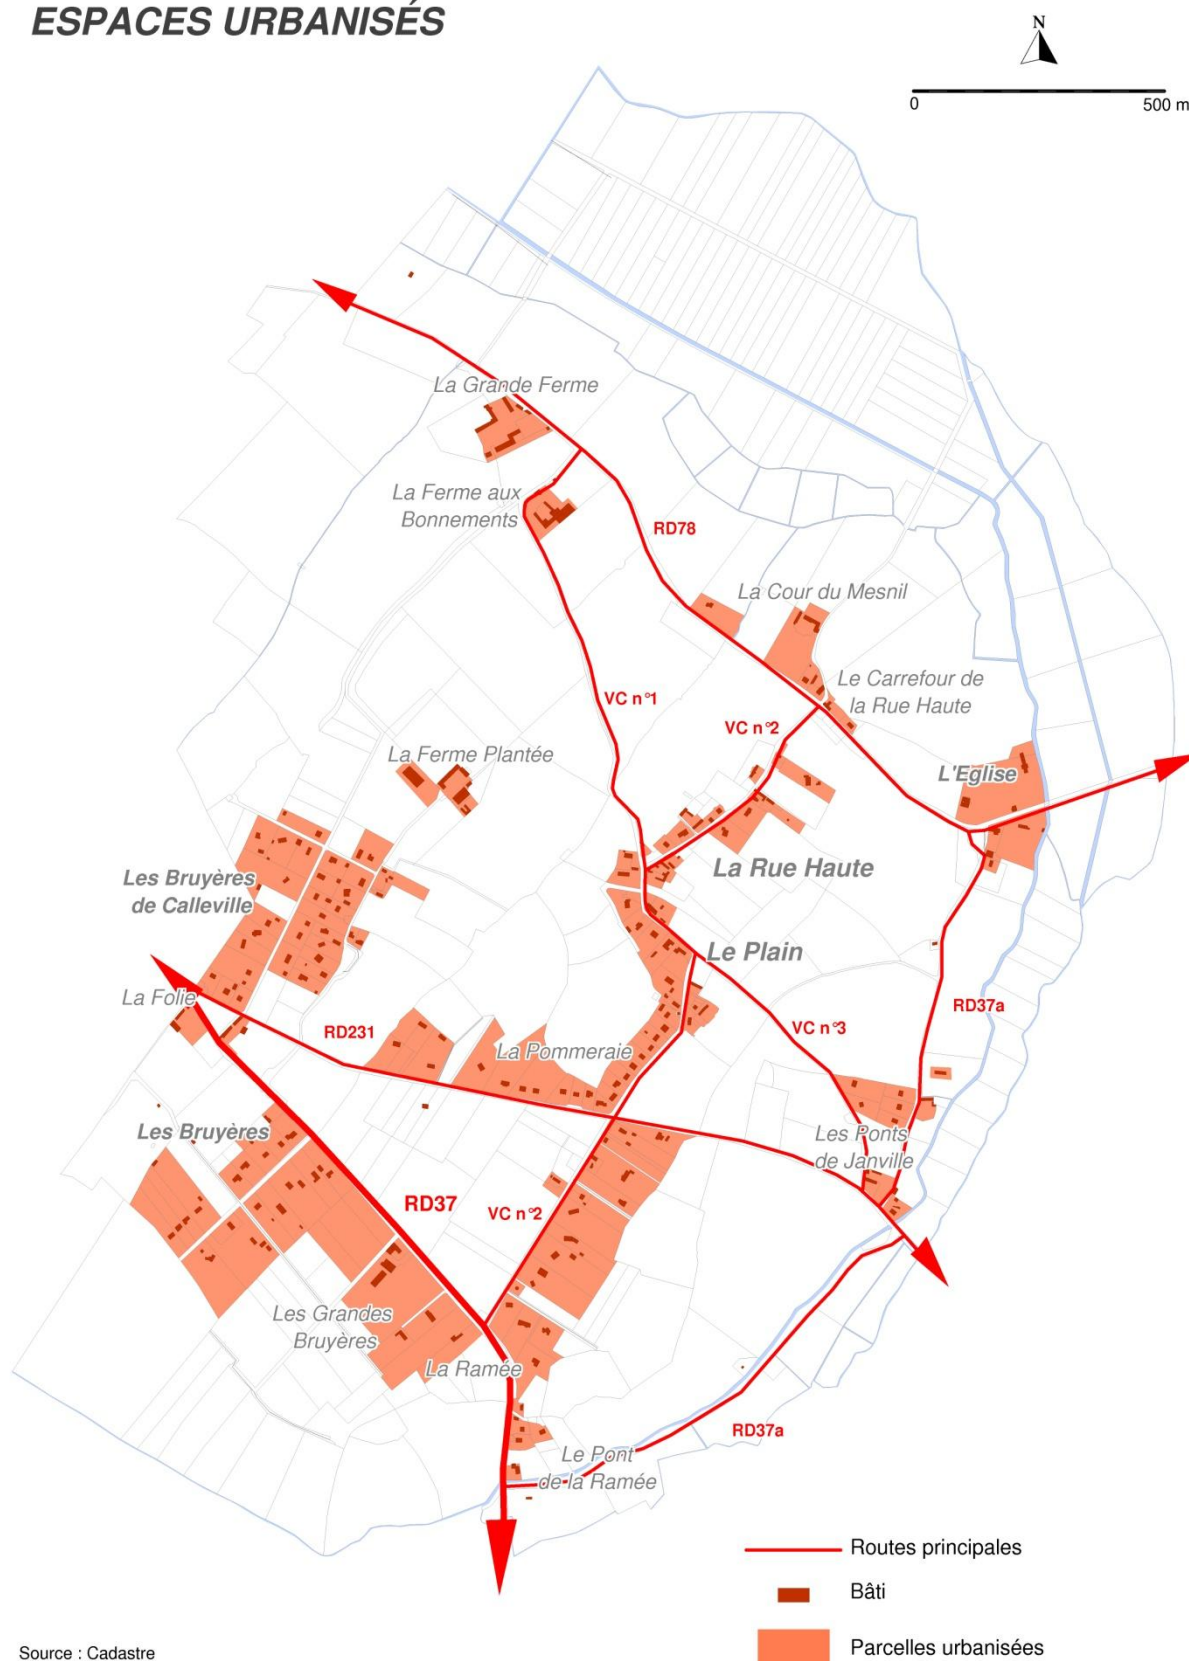 ESPACES URBANISÉS
N
0
500 m
La Grande Ferme
La Ferme aux
Bonnements
RD78
La Cour du Mesnil
Le Carrefour de
la Rue Haute
VC n°1
VC n°2
La Ferme Plantée
L'Eglise
La Rue Haute
Les Bruyères
de Calleville
Le Plain
La Folie
RD231
RD37a
VC n°3
La Pommeraie
Les Bruyères
Les Ponts
de Janville
RD37
VC n°2
Les Grandes
Bruyères
La Ramée
RD37a
Le Pont
de la Ramée
Routes principales
Bâti
Parcelles urbanisées
Source : Cadastre